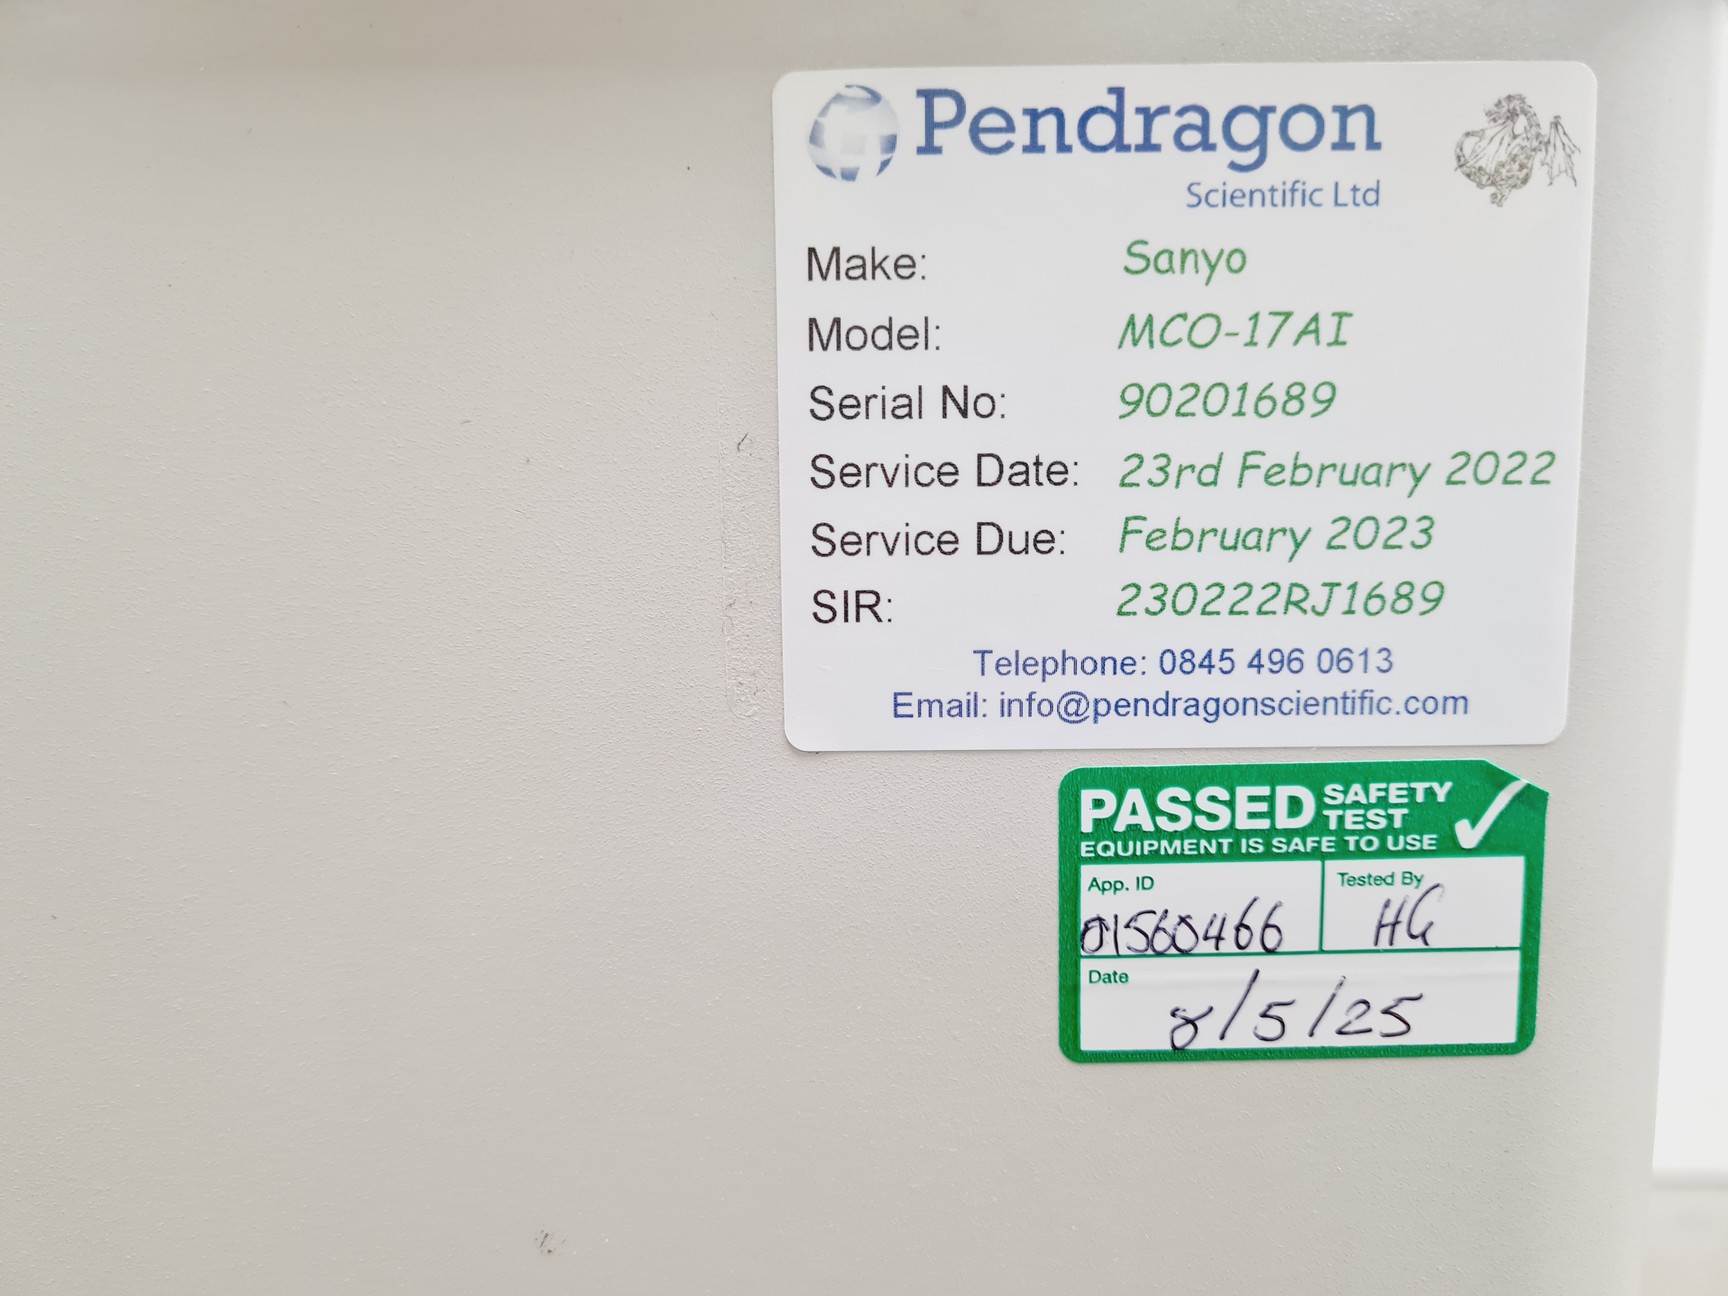 Pendragon
Scientific Ltd
Make: Sanyo
Model: MCO-17AI
Serial No: 90201689
Service Date: 23rd February 2022
Service Due: February 2023
SIR: 230222RJ1689
Telephone: 0845 496 0613
Email: info@pendragonscientific.com
PASSED SAFETY TEST
EQUIPMENT IS SAFE TO USE
App. ID Tested By
01560466 HG
Date
8/5/25